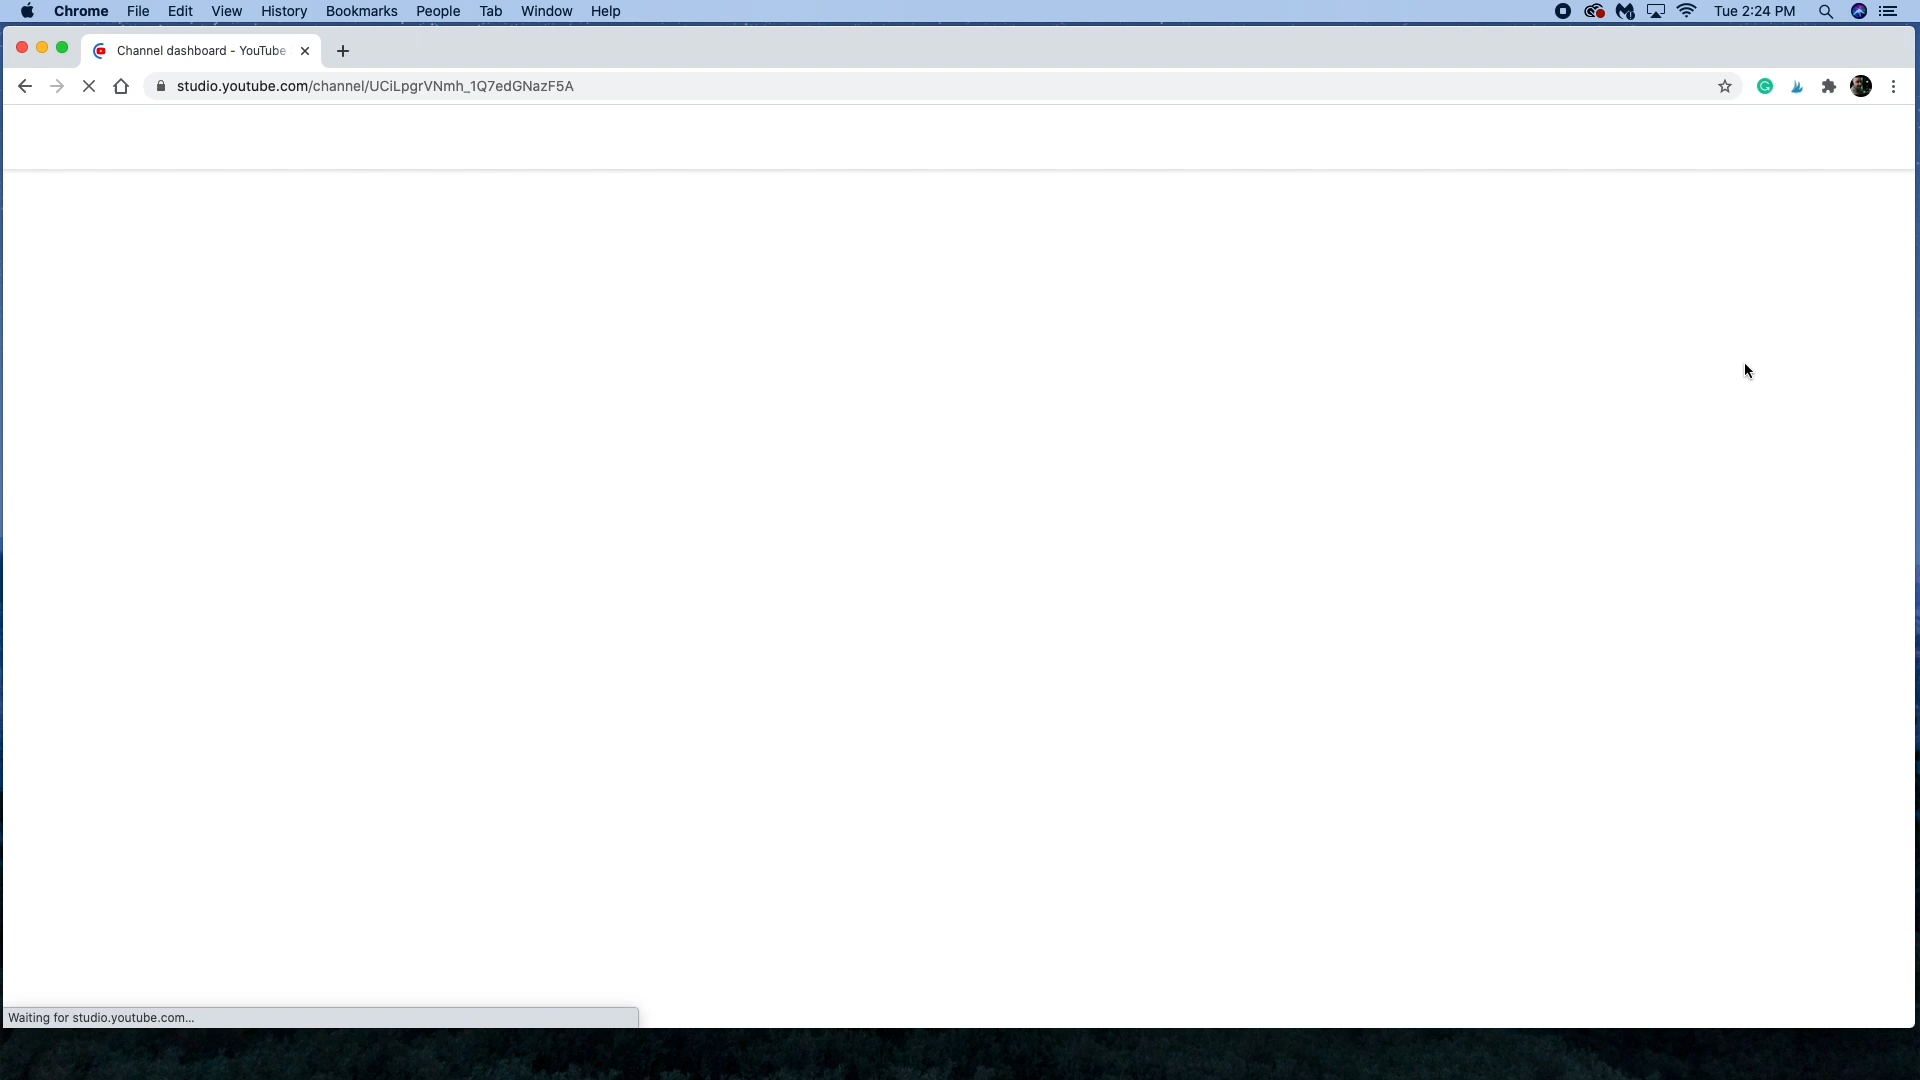 Chrome File Edit View History Bookmarks People Tab Window Help Tue 2:24 PM
Channel dashboard - YouTube
studio.youtube.com/channel/UCiLpgrVNmh_1Q7edGNazF5A
Waiting for studio.youtube.com...